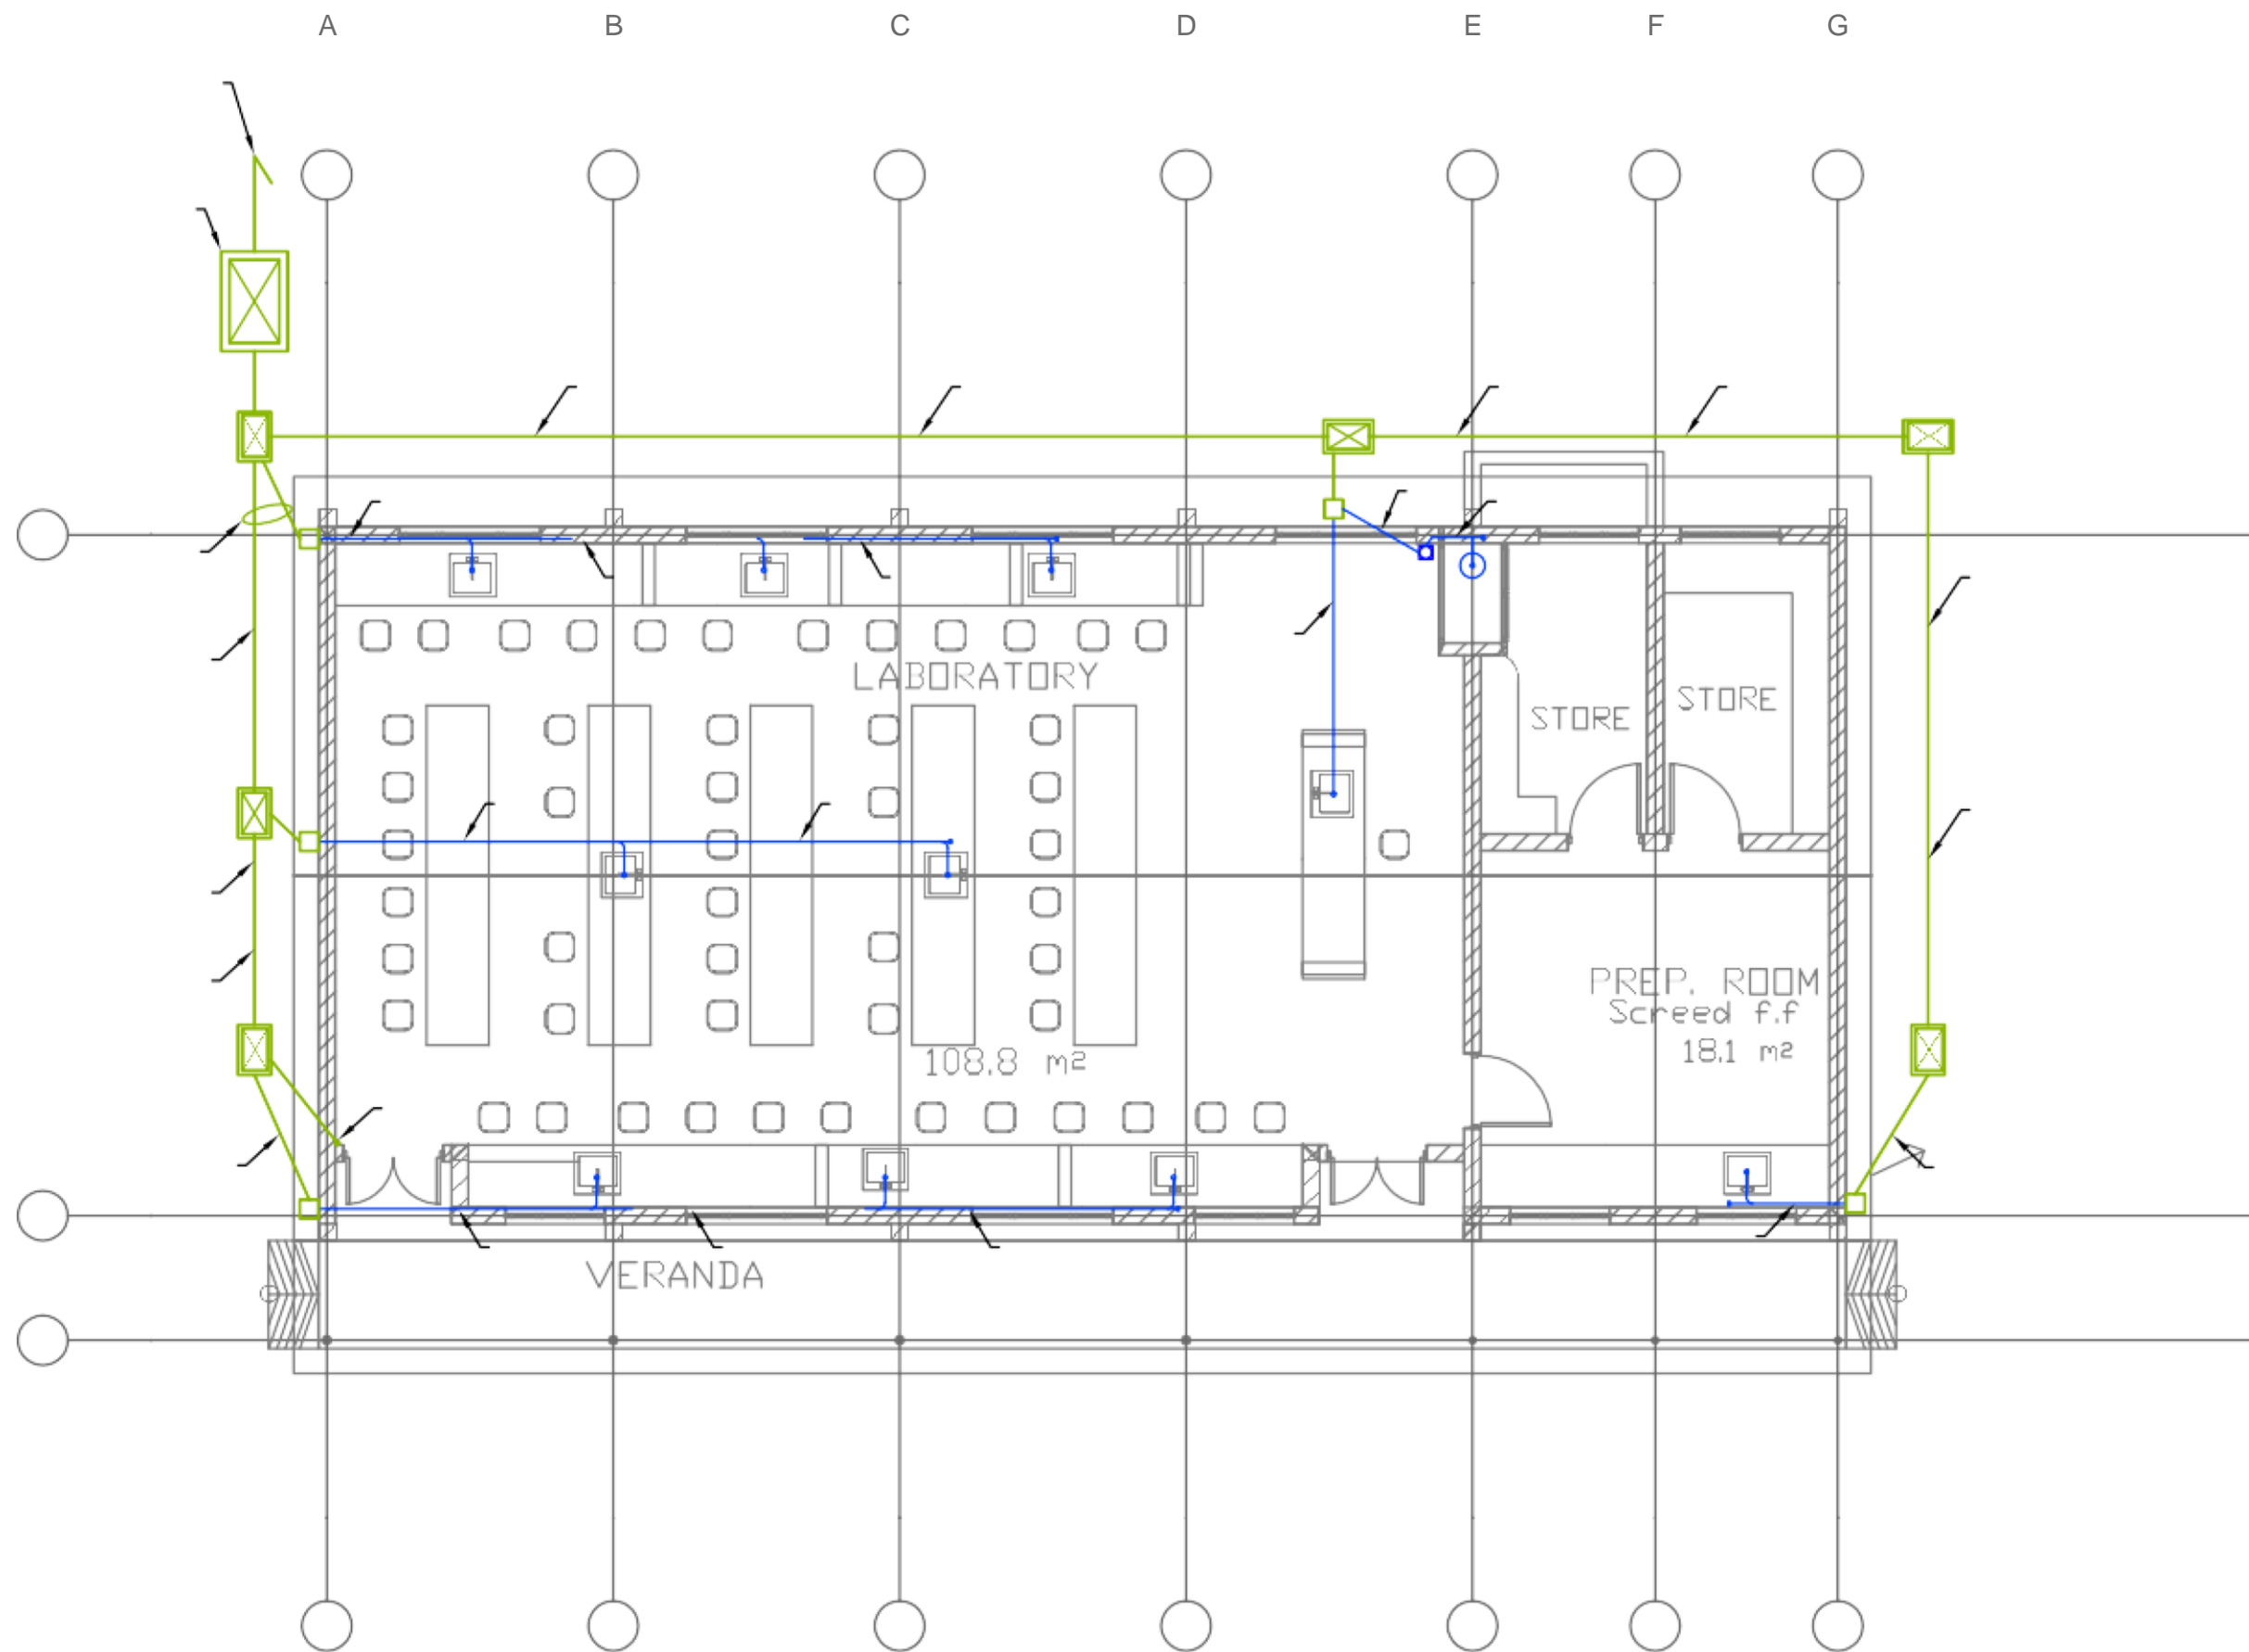 A B C D E F G
LABORATORY
STORE
STORE
PREP. ROOM
Screed f.f
18.1 m2
108.8 m2
VERANDA